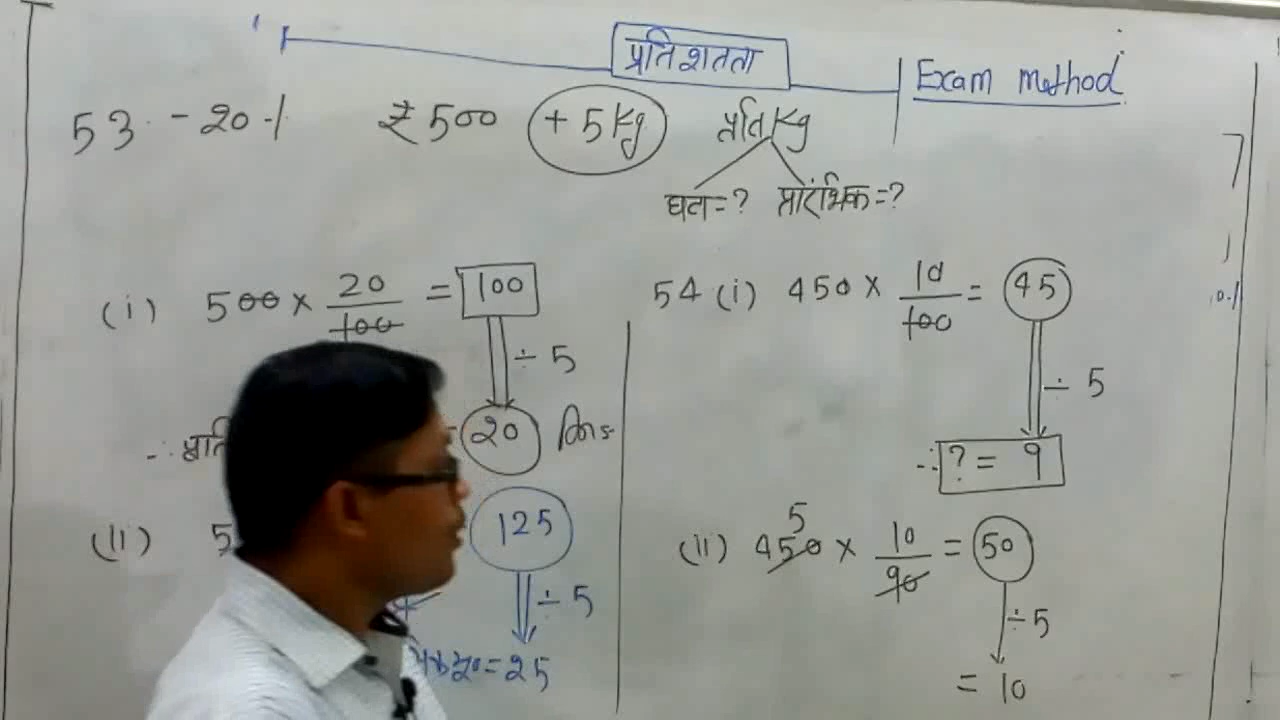 प्रतिशतता
Exam method
53. - 20% ₹500 + 5 Kg प्रति Kg
घटा=? प्रारंभिक=?
(i) 500 × 20/100 = 100
÷ 5
= 20
(ii) 5 125
÷ 5
= 25
54 (i) 450 × 10/100 = 45
÷ 5
∴ ? = 9
5
(ii) 450 × 10/90 = 50
÷5
= 10